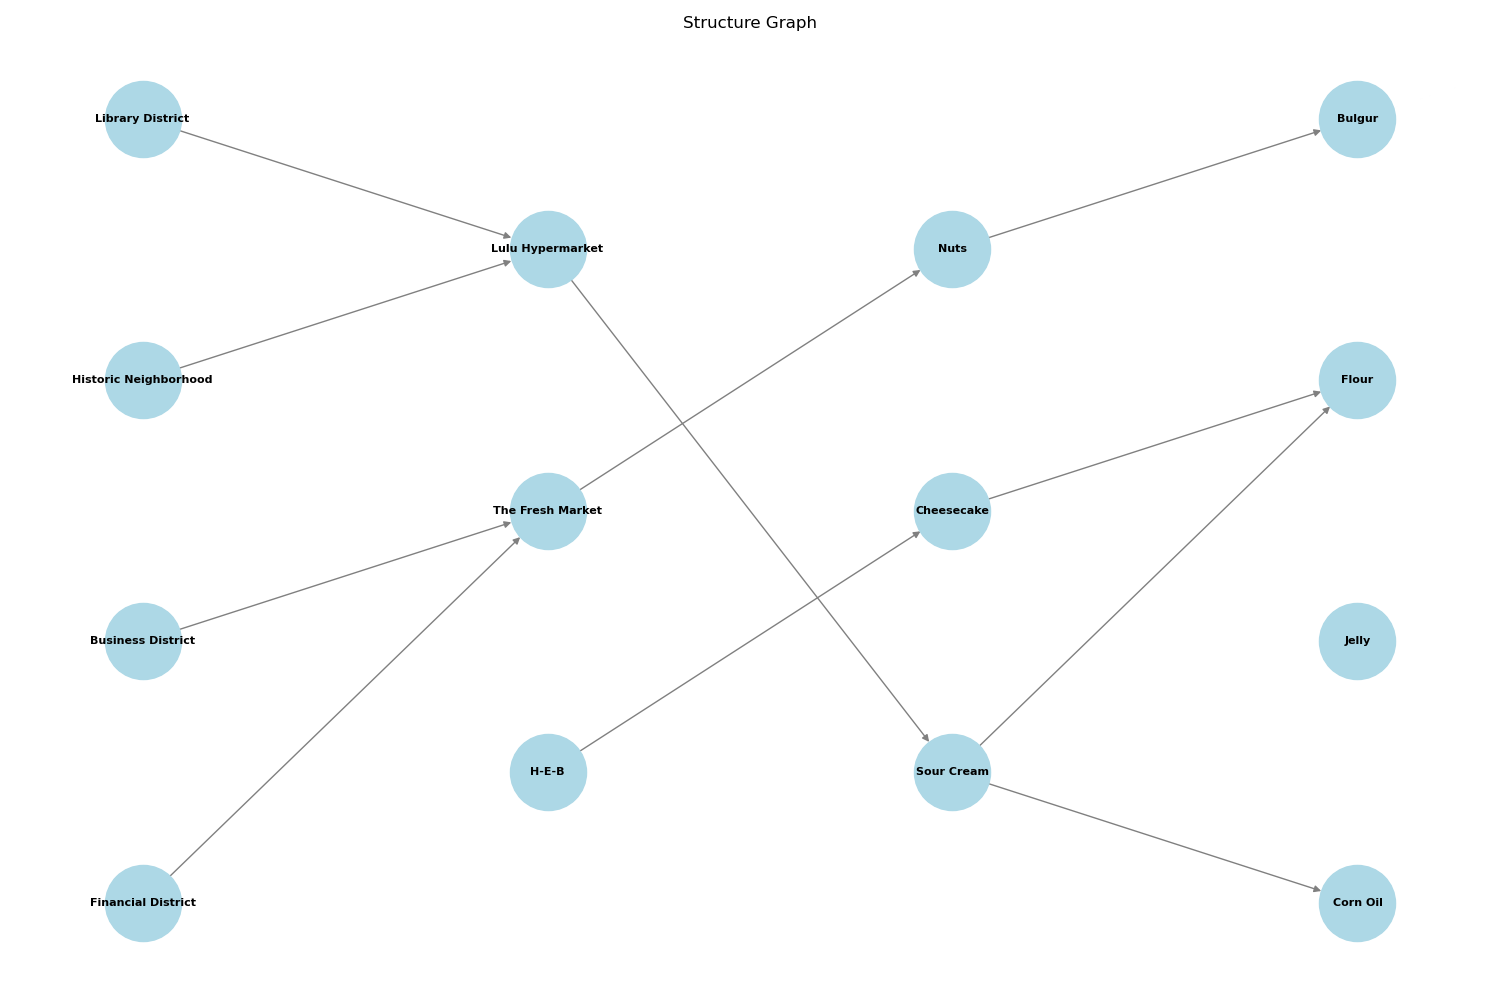 Structure Graph
Library District
Bulgur
Lulu Hypermarket
Nuts
Historic Neighborhood
Flour
The Fresh Market
Cheesecake
Business District
Jelly
H-E-B
Sour Cream
Financial District
Corn Oil